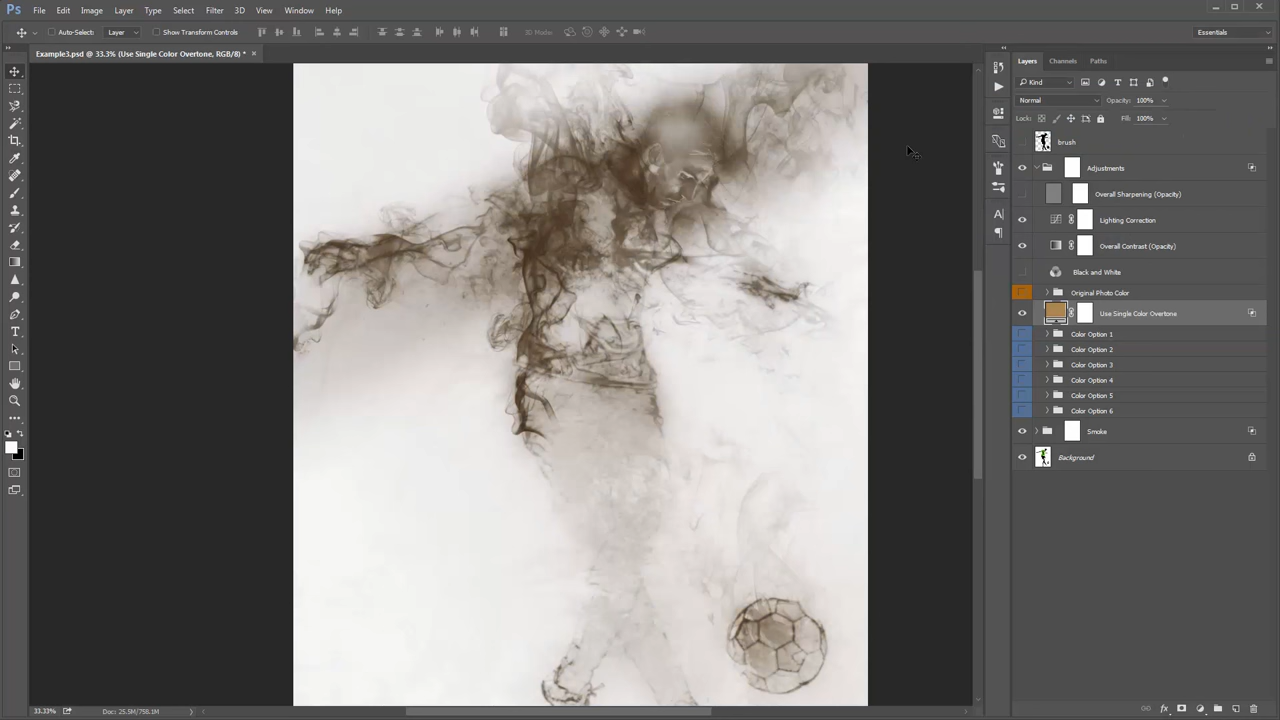 Ps File Edit Image Layer Type Select Filter 3D View Window Help
Auto-Select: Layer Show Transform Controls 3D Mode: Essentials
Example3.psd @ 33.3% (Use Single Color Overtone, RGB/8) * ×
Layers Channels Paths
Kind
Normal Opacity: 100%
Lock: Fill: 100%
brush
Adjustments
Overall Sharpening (Opacity)
Lighting Correction
Overall Contrast (Opacity)
Black and White
Original Photo Color
Use Single Color Overtone
Color Option 1
Color Option 2
Color Option 3
Color Option 4
Color Option 5
Color Option 6
Smoke
Background
33.33% Doc: 25.5M/758.1M